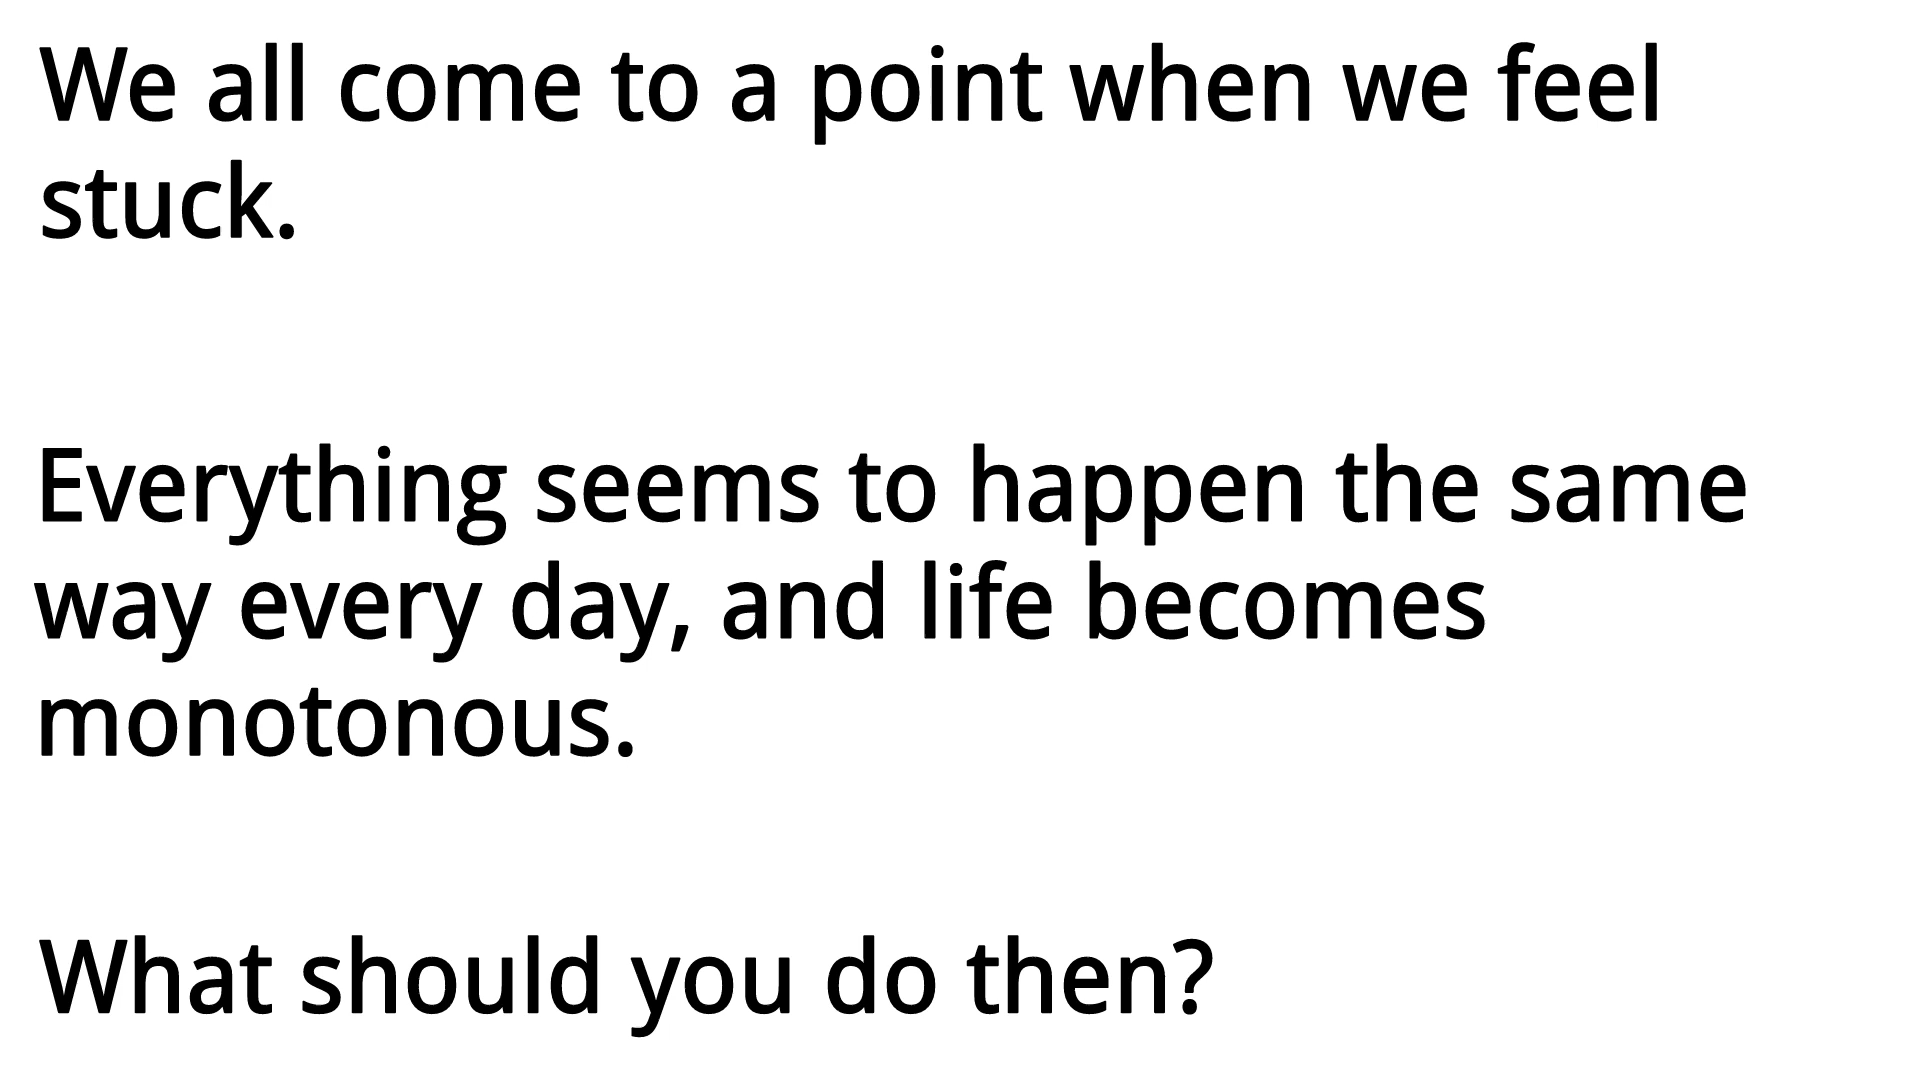 We all come to a point when we feel
stuck.
Everything seems to happen the same
way every day, and life becomes
monotonous.
What should you do then?